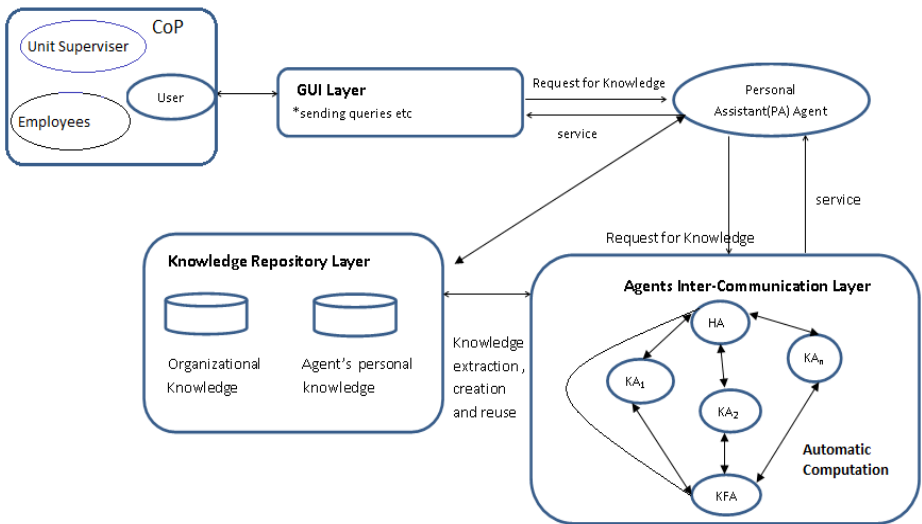 CoP
Unit Superviser
User
Employees
GUI Layer
*sending queries etc
Request for Knowledge
service
Personal
Assistant(PA) Agent
service
Request for Knowledge
Knowledge Repository Layer
Organizational
Knowledge
Agent's personal
knowledge
Knowledge
extraction ,
creation
and reuse
Agents Inter-Communication Layer
HA
KA1
KA2
KAn
KFA
Automatic
Computation